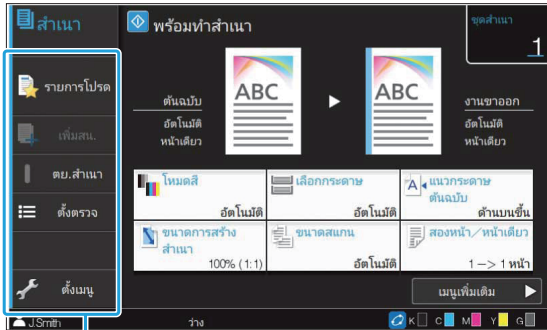 สำเนา
พร้อมทำสำเนา
ชุดสำเนา
1
รายการโปรด
เพิ่มสน.
ตย.สำเนา
ตั้งตรวจ
ตั้งเมนู
ต้นฉบับ
อัตโนมัติ
หน้าเดียว
ABC
ABC
งานขาออก
อัตโนมัติ
หน้าเดียว
โหมดสี
อัตโนมัติ
เลือกกระดาษ
อัตโนมัติ
A
แนวกระดาษ
ต้นฉบับ
ด้านบนขึ้น
ขนาดการสร้าง
สำเนา
100% (1:1)
ขนาดสแกน
อัตโนมัติ
สองหน้า/หน้าเดียว
1 -> 1 หน้า
เมนูเพิ่มเติม
J.Smith
ว่าง
K C M Y G